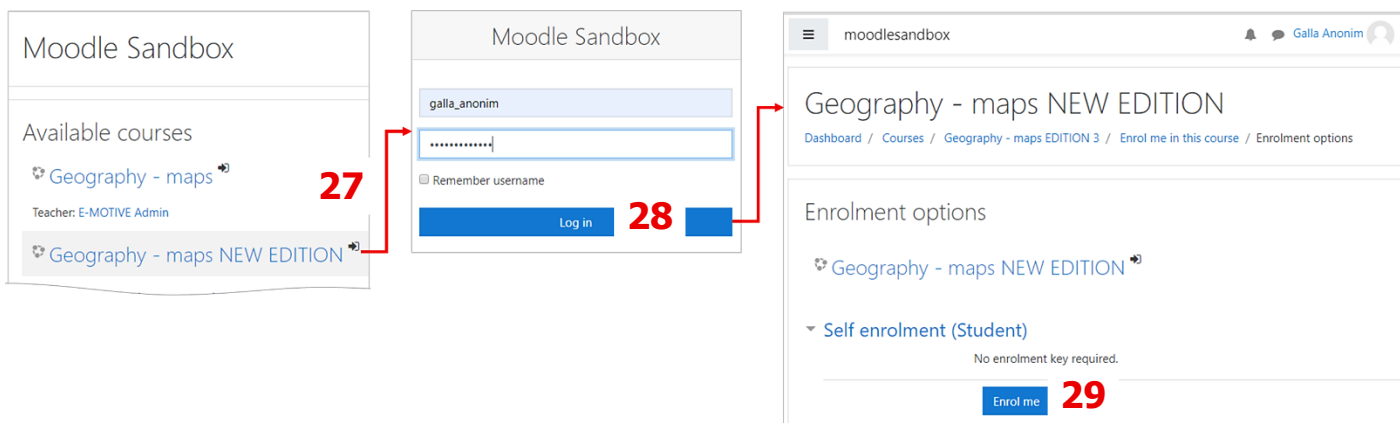 Moodle Sandbox
Available courses
Geography - maps
Teacher: E-MOTIVE Admin
Geography - maps NEW EDITION
27
Moodle Sandbox
galla_anonim
•••••••••••••
Remember username
Log in
28
moodlesandbox
Galla Anonim
Geography - maps NEW EDITION
Dashboard / Courses / Geography - maps EDITION 3 / Enrol me in this course / Enrolment options
Enrolment options
Geography - maps NEW EDITION
Self enrolment (Student)
No enrolment key required.
Enrol me
29